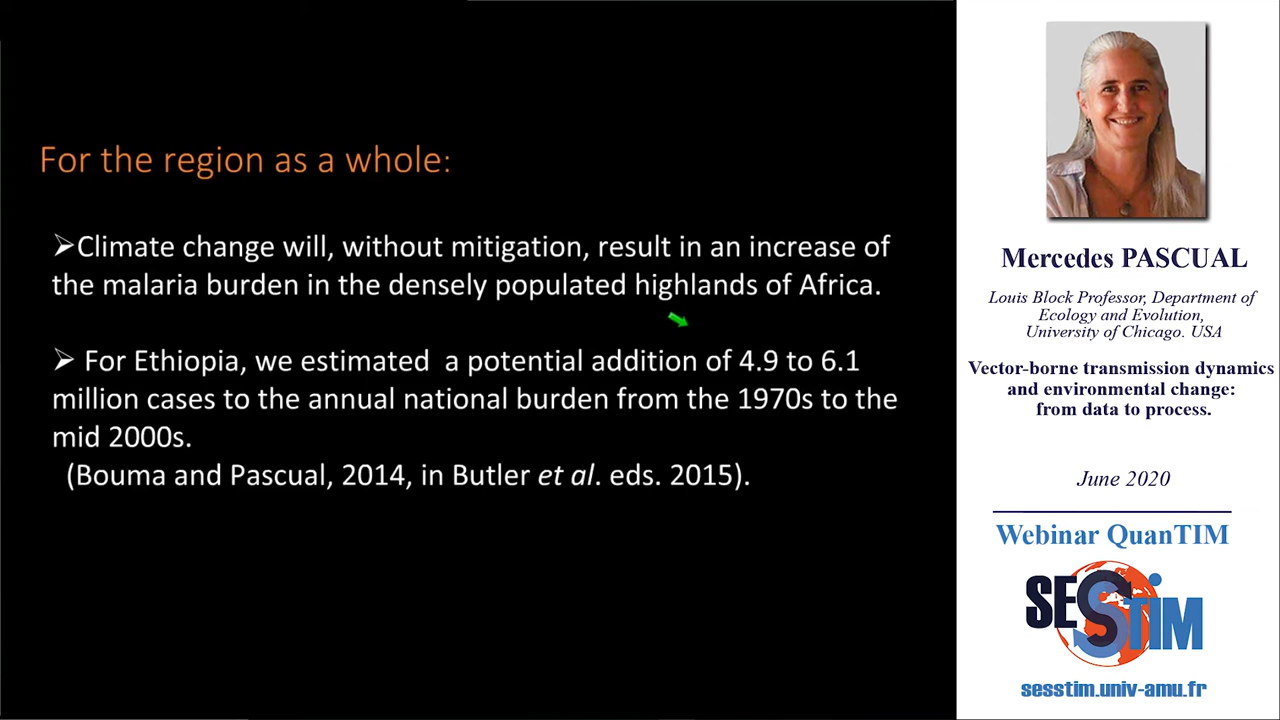 For the region as a whole:
➢Climate change will, without mitigation, result in an increase of
the malaria burden in the densely populated highlands of Africa.
➢ For Ethiopia, we estimated a potential addition of 4.9 to 6.1
million cases to the annual national burden from the 1970s to the
mid 2000s.
(Bouma and Pascual, 2014, in Butler et al. eds. 2015).
Mercedes PASCUAL
Louis Block Professor, Department of
Ecology and Evolution,
University of Chicago. USA
Vector-borne transmission dynamics
and environmental change:
from data to process.
June 2020
Webinar QuanTIM
SESSTIM
sesstim.univ-amu.fr